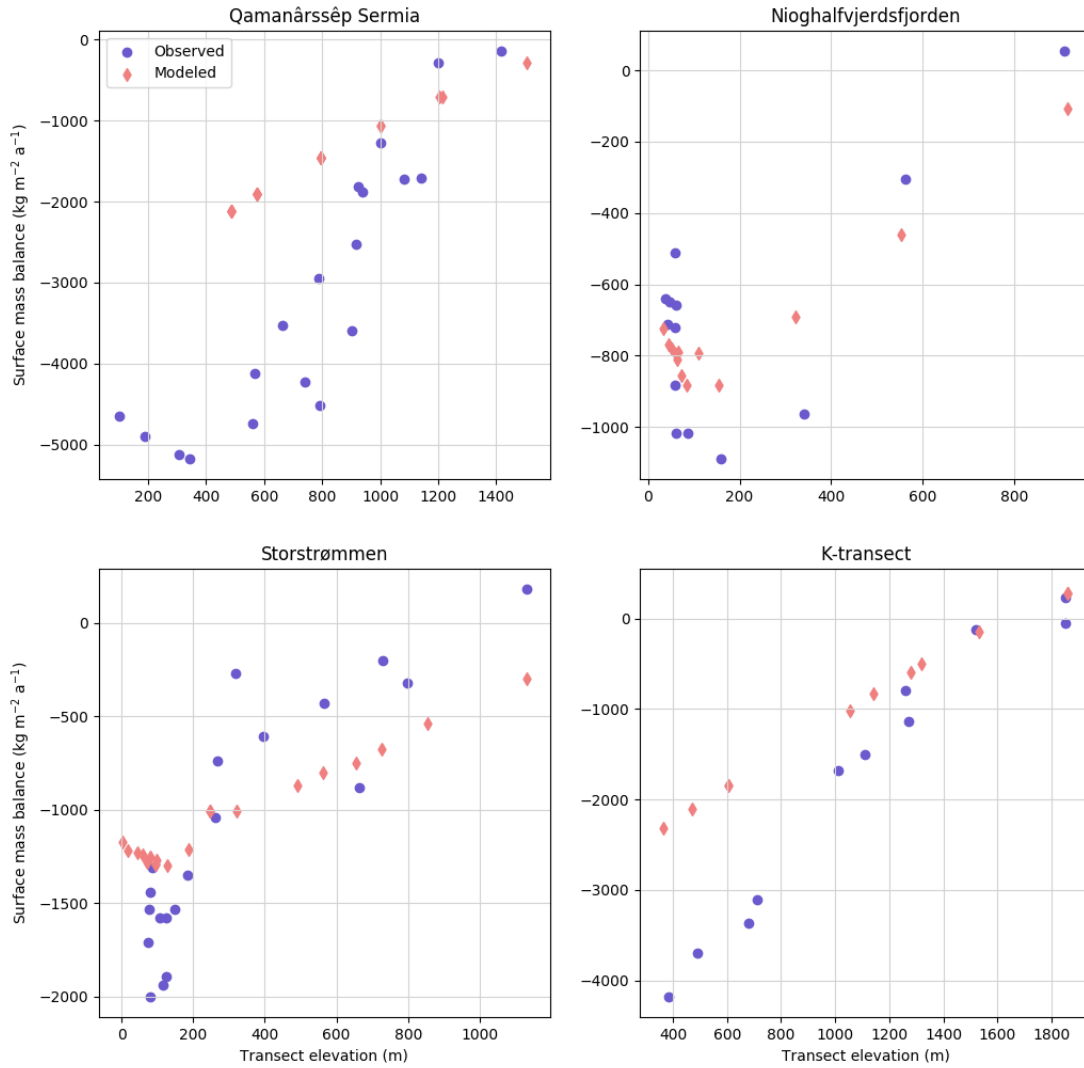 Qamanârssêp Sermia
Nioghalfvjerdsfjorden
Observed
Modeled
Surface mass balance (kg m⁻² a⁻¹)
0
−1000
−2000
−3000
−4000
−5000
200 400 600 800 1000 1200 1400
0
−200
−400
−600
−800
−1000
0 200 400 600 800
Storstrømmen
K-transect
Surface mass balance (kg m⁻² a⁻¹)
0
−500
−1000
−1500
−2000
0 200 400 600 800 1000
Transect elevation (m)
0
−1000
−2000
−3000
−4000
400 600 800 1000 1200 1400 1600 1800
Transect elevation (m)